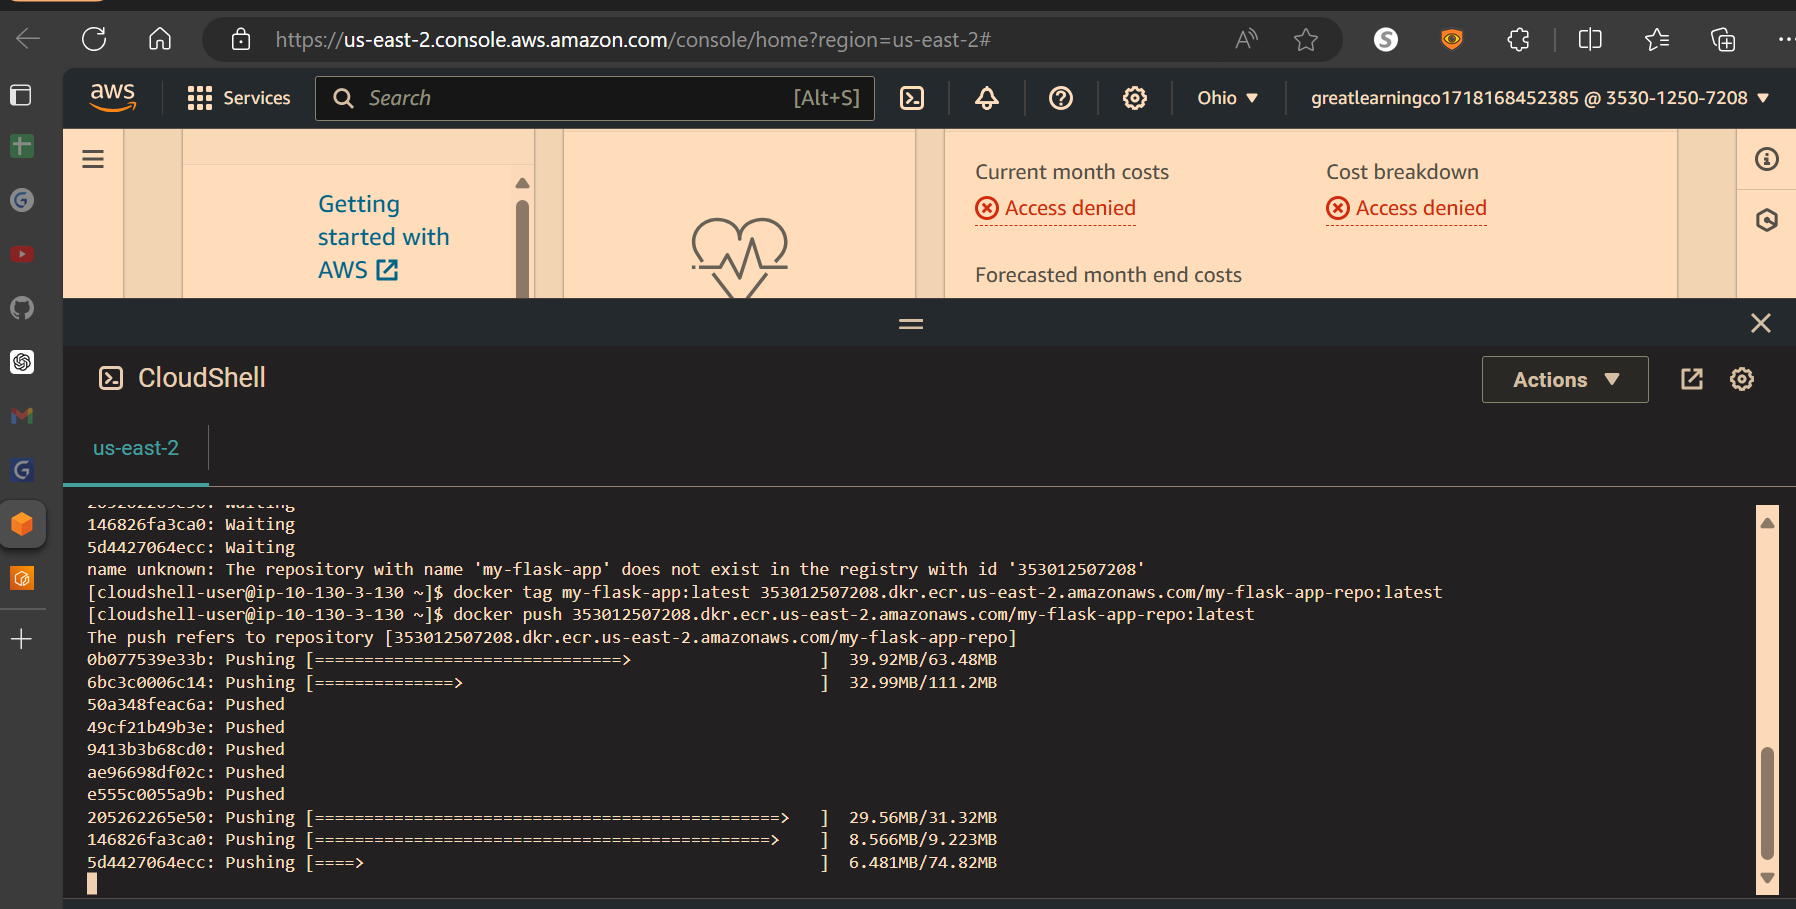 https://us-east-2.console.aws.amazon.com/console/home?region=us-east-2#
aws
Services
Search
[Alt+S]
Ohio
greatlearningco1718168452385 @ 3530-1250-7208
Getting
started with
AWS
Current month costs
Access denied
Cost breakdown
Access denied
Forecasted month end costs
CloudShell
Actions
us-east-2
205262265e50: Waiting
146826fa3ca0: Waiting
5d4427064ecc: Waiting
name unknown: The repository with name 'my-flask-app' does not exist in the registry with id '353012507208'
[cloudshell-user@ip-10-130-3-130 ~]$ docker tag my-flask-app:latest 353012507208.dkr.ecr.us-east-2.amazonaws.com/my-flask-app-repo:latest
[cloudshell-user@ip-10-130-3-130 ~]$ docker push 353012507208.dkr.ecr.us-east-2.amazonaws.com/my-flask-app-repo:latest
The push refers to repository [353012507208.dkr.ecr.us-east-2.amazonaws.com/my-flask-app-repo]
0b077539e33b: Pushing [===============================>                   ]  39.92MB/63.48MB
6bc3c0006c14: Pushing [==============>                                    ]  32.99MB/111.2MB
50a348feac6a: Pushed
49cf21b49b3e: Pushed
9413b3b68cd0: Pushed
ae96698df02c: Pushed
e555c0055a9b: Pushed
205262265e50: Pushing [===============================================>   ]  29.56MB/31.32MB
146826fa3ca0: Pushing [==============================================>    ]  8.566MB/9.223MB
5d4427064ecc: Pushing [====>                                              ]  6.481MB/74.82MB